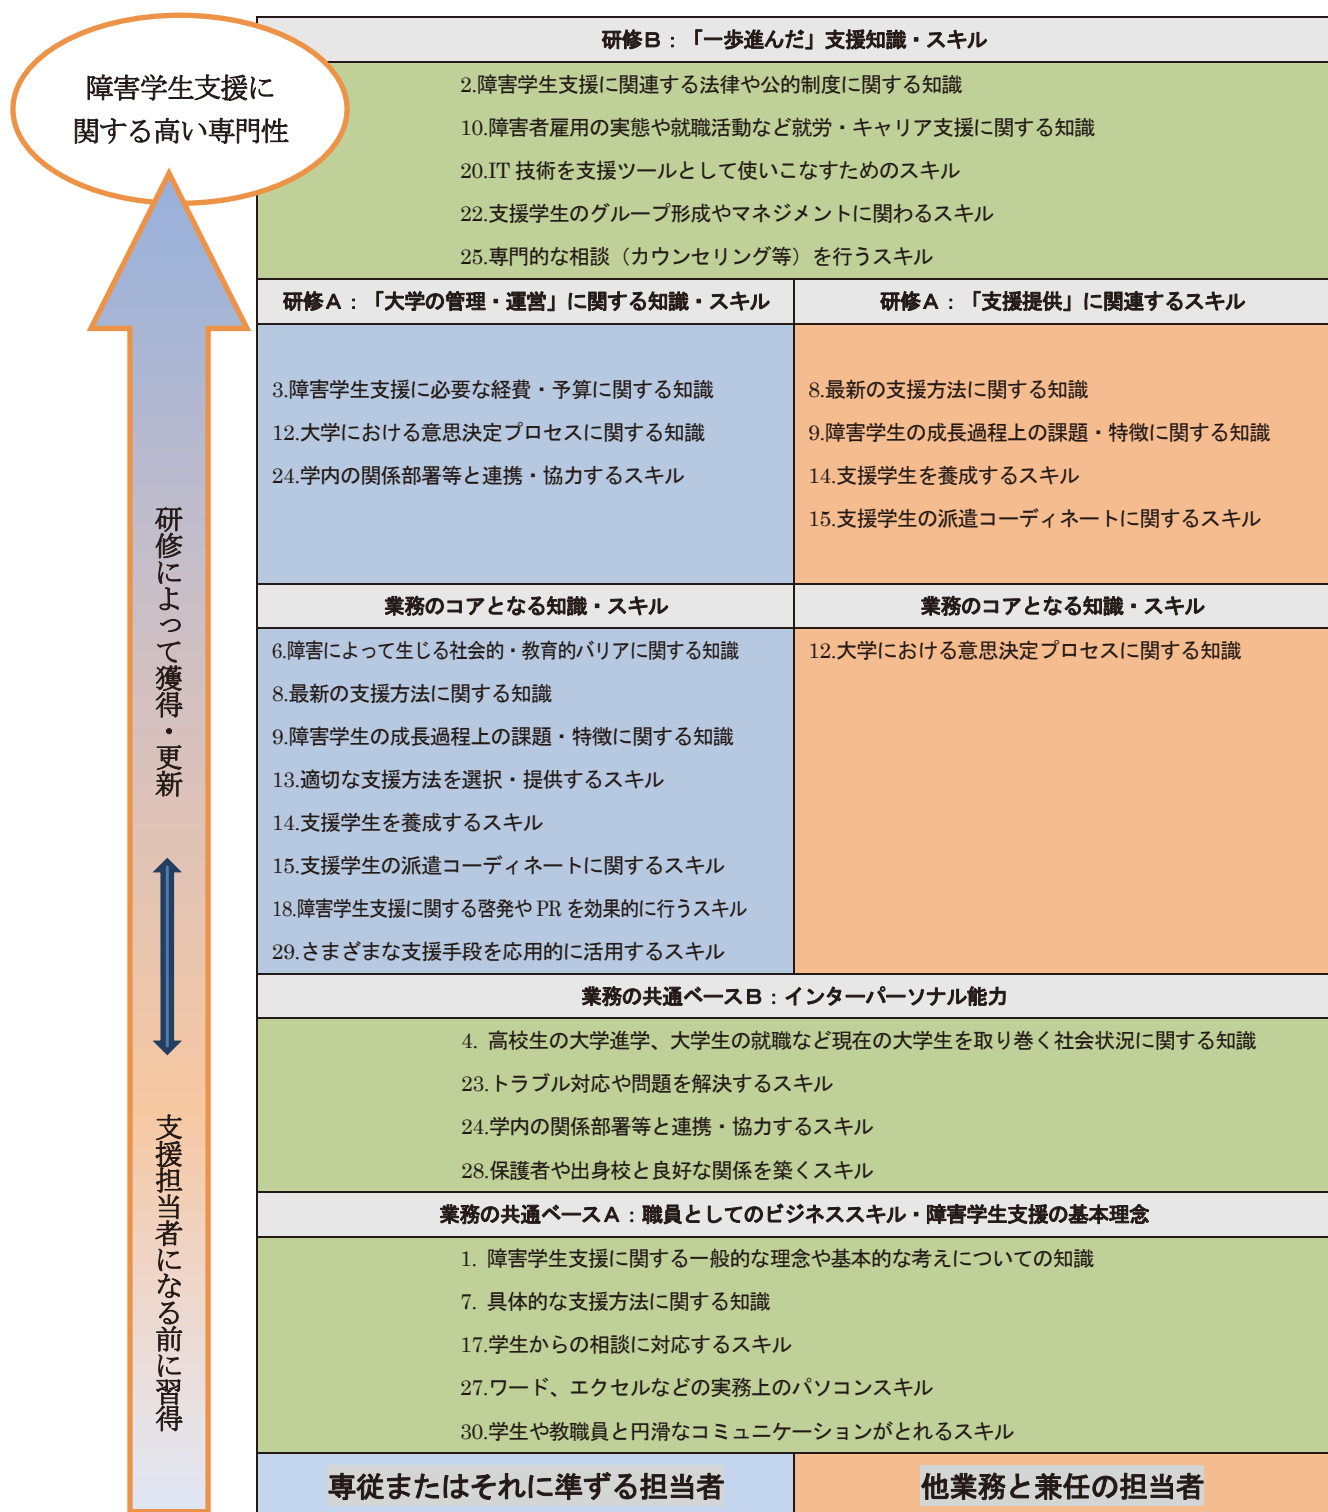 障害学生支援に
関する高い専門性
研修によって獲得・更新
支援担当者になる前に習得
研修B：「一歩進んだ」支援知識・スキル
2.障害学生支援に関連する法律や公的制度に関する知識
10.障害者雇用の実態や就職活動など就労・キャリア支援に関する知識
20.IT 技術を支援ツールとして使いこなすためのスキル
22.支援学生のグループ形成やマネジメントに関わるスキル
25.専門的な相談（カウンセリング等）を行うスキル
研修A：「大学の管理・運営」に関する知識・スキル
3.障害学生支援に必要な経費・予算に関する知識
12.大学における意思決定プロセスに関する知識
24.学内の関係部署等と連携・協力するスキル
研修A：「支援提供」に関連するスキル
8.最新の支援方法に関する知識
9.障害学生の成長過程上の課題・特徴に関する知識
14.支援学生を養成するスキル
15.支援学生の派遣コーディネートに関するスキル
業務のコアとなる知識・スキル
6.障害によって生じる社会的・教育的バリアに関する知識
8.最新の支援方法に関する知識
9.障害学生の成長過程上の課題・特徴に関する知識
13.適切な支援方法を選択・提供するスキル
14.支援学生を養成するスキル
15.支援学生の派遣コーディネートに関するスキル
18.障害学生支援に関する啓発や PR を効果的に行うスキル
29.さまざまな支援手段を応用的に活用するスキル
業務のコアとなる知識・スキル
12.大学における意思決定プロセスに関する知識
業務の共通ベースB：インターパーソナル能力
4. 高校生の大学進学、大学生の就職など現在の大学生を取り巻く社会状況に関する知識
23.トラブル対応や問題を解決するスキル
24.学内の関係部署等と連携・協力するスキル
28.保護者や出身校と良好な関係を築くスキル
業務の共通ベースA：職員としてのビジネススキル・障害学生支援の基本理念
1. 障害学生支援に関する一般的な理念や基本的な考えについての知識
7. 具体的な支援方法に関する知識
17.学生からの相談に対応するスキル
27.ワード、エクセルなどの実務上のパソコンスキル
30.学生や教職員と円滑なコミュニケーションがとれるスキル
専従またはそれに準ずる担当者
他業務と兼任の担当者